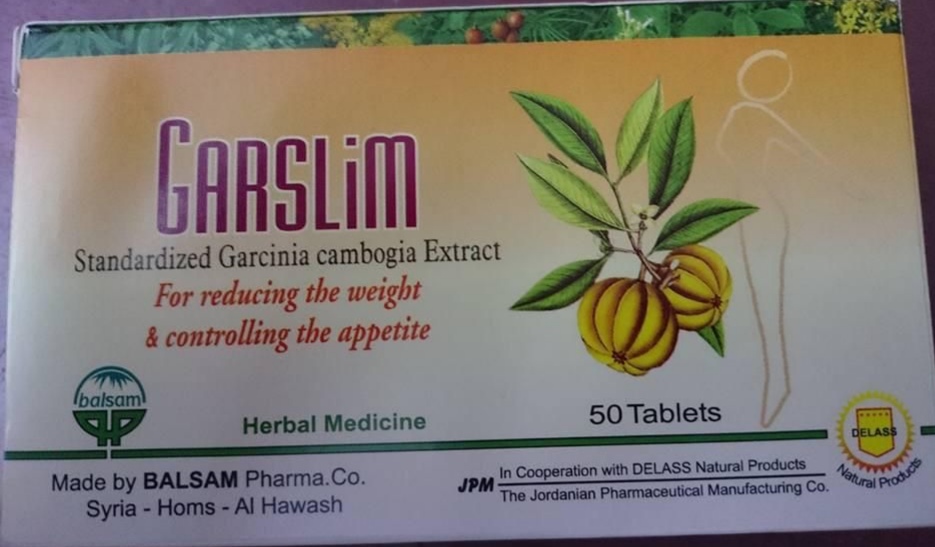 GARSLiM
Standardized Garcinia cambogia Extract
For reducing the weight
& controlling the appetite
balsam
Herbal Medicine
50 Tablets
DELASS
Natural Products
Made by BALSAM Pharma.Co.
Syria - Homs - Al Hawash
JPM
In Cooperation with DELASS Natural Products
The Jordanian Pharmaceutical Manufacturing Co.